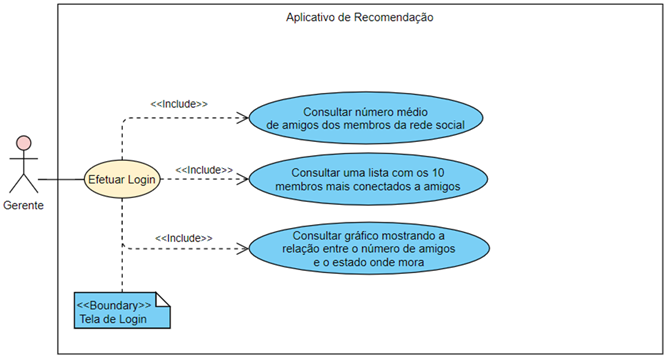 Aplicativo de Recomendação
<<Include>>
Consultar número médio
de amigos dos membros da rede social
<<Include>>
Consultar uma lista com os 10
membros mais conectados a amigos
Efetuar Login
Gerente
<<Include>>
Consultar gráfico mostrando a
relação entre o número de amigos
e o estado onde mora
<<Boundary>>
Tela de Login